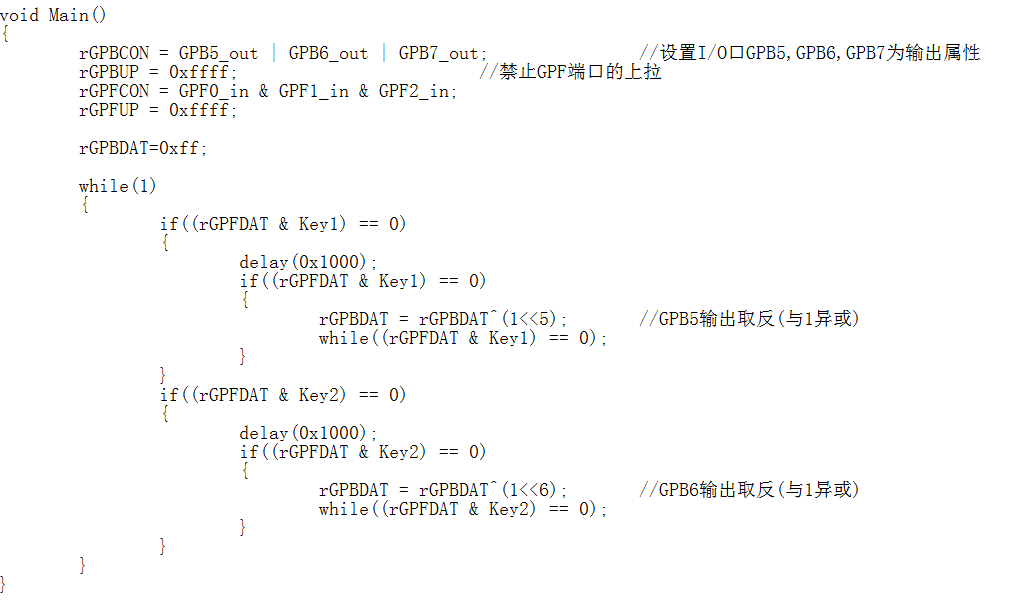 void Main()
{
rGPBCON = GPB5_out | GPB6_out | GPB7_out; //设置I/O口GPB5,GPB6,GPB7为输出属性
rGPBUP = 0xffff; //禁止GPF端口的上拉
rGPFCON = GPF0_in & GPF1_in & GPF2_in;
rGPFUP = 0xffff;
rGPBDAT=0xff;
while(1)
{
if((rGPFDAT & Key1) == 0)
{
delay(0x1000);
if((rGPFDAT & Key1) == 0)
{
rGPBDAT = rGPBDAT^(1<<5); //GPB5输出取反(与1异或)
while((rGPFDAT & Key1) == 0);
}
}
if((rGPFDAT & Key2) == 0)
{
delay(0x1000);
if((rGPFDAT & Key2) == 0)
{
rGPBDAT = rGPBDAT^(1<<6); //GPB6输出取反(与1异或)
while((rGPFDAT & Key2) == 0);
}
}
}
}